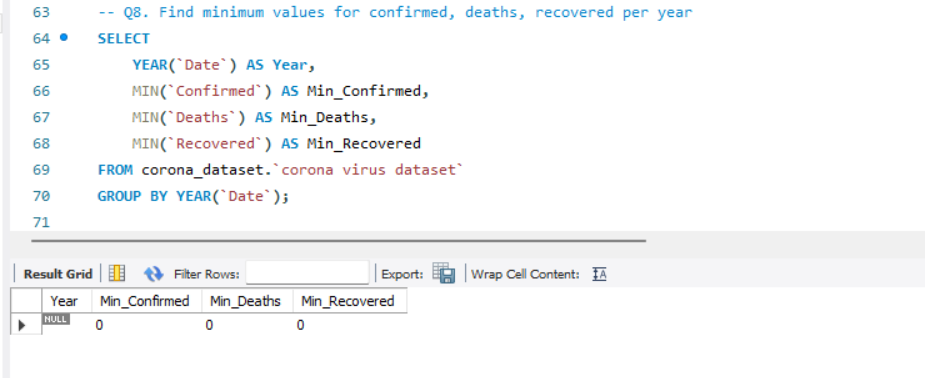 63 -- Q8. Find minimum values for confirmed, deaths, recovered per year
64 SELECT
65 YEAR(`Date`) AS Year,
66 MIN(`Confirmed`) AS Min_Confirmed,
67 MIN(`Deaths`) AS Min_Deaths,
68 MIN(`Recovered`) AS Min_Recovered
69 FROM corona_dataset.`corona virus dataset`
70 GROUP BY YEAR(`Date`);
71
Result Grid Filter Rows: Export: Wrap Cell Content: IA
Year Min_Confirmed Min_Deaths Min_Recovered
NULL 0 0 0